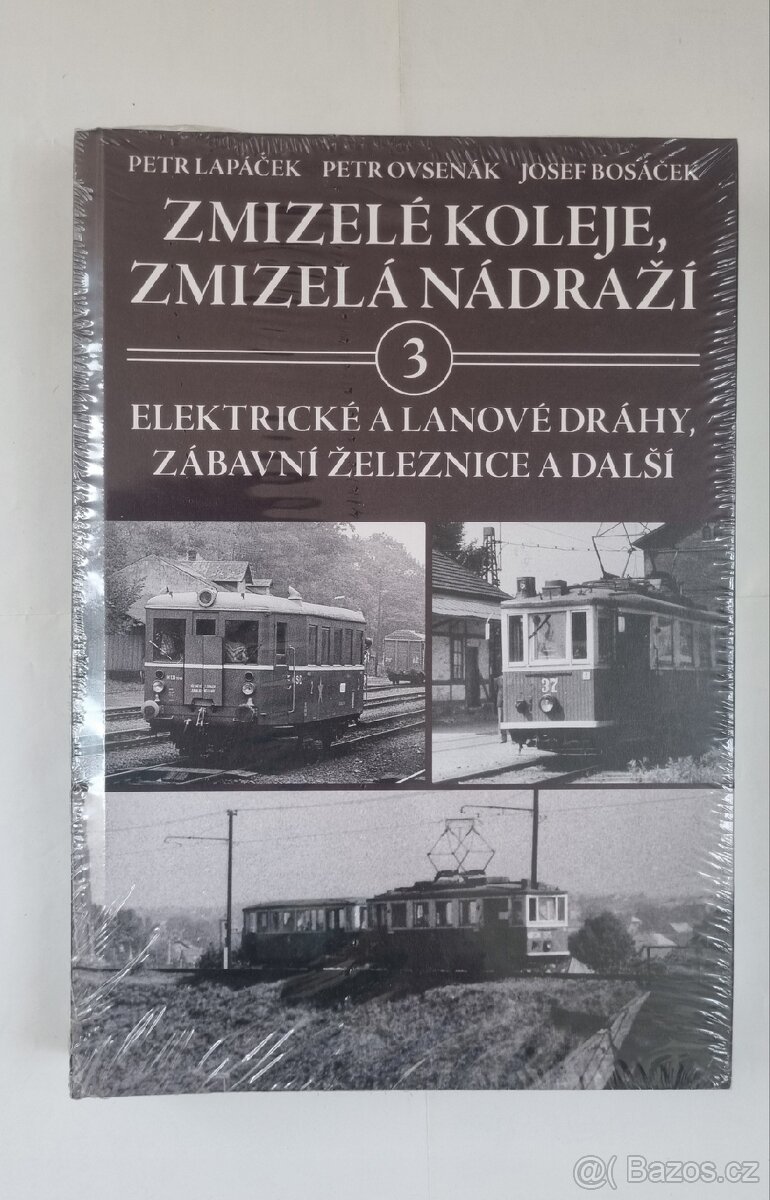 PETR LAPÁČEK PETR OVSENÁK JOSEF BOSÁČEK
ZMIZELÉ KOLEJE,
ZMIZELÁ NÁDRAŽÍ
3
ELEKTRICKÉ A LANOVÉ DRÁHY,
ZÁBAVNÍ ŽELEZNICE A DALŠÍ
37
@( Bazos.cz